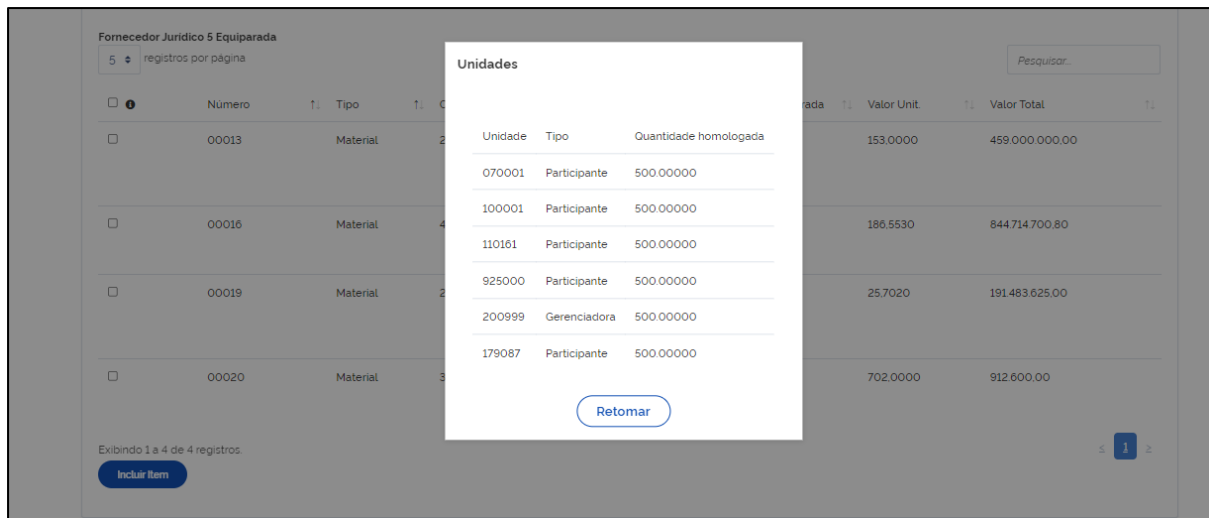 Fornecedor Jurídico 5 Equiparada
5 registros por página
Pesquisar...
Número Tipo Valor Unit. Valor Total
00013 Material 153,0000 459.000.000,00
00016 Material 186,5530 844.714.700,80
00019 Material 25,7020 191.483.625,00
00020 Material 702,0000 912.600,00
Exibindo 1 a 4 de 4 registros.
≤ 1 ≥
Incluir Item
Unidades
Unidade Tipo Quantidade homologada
070001 Participante 500.00000
100001 Participante 500.00000
110161 Participante 500.00000
925000 Participante 500.00000
200999 Gerenciadora 500.00000
179087 Participante 500.00000
Retomar